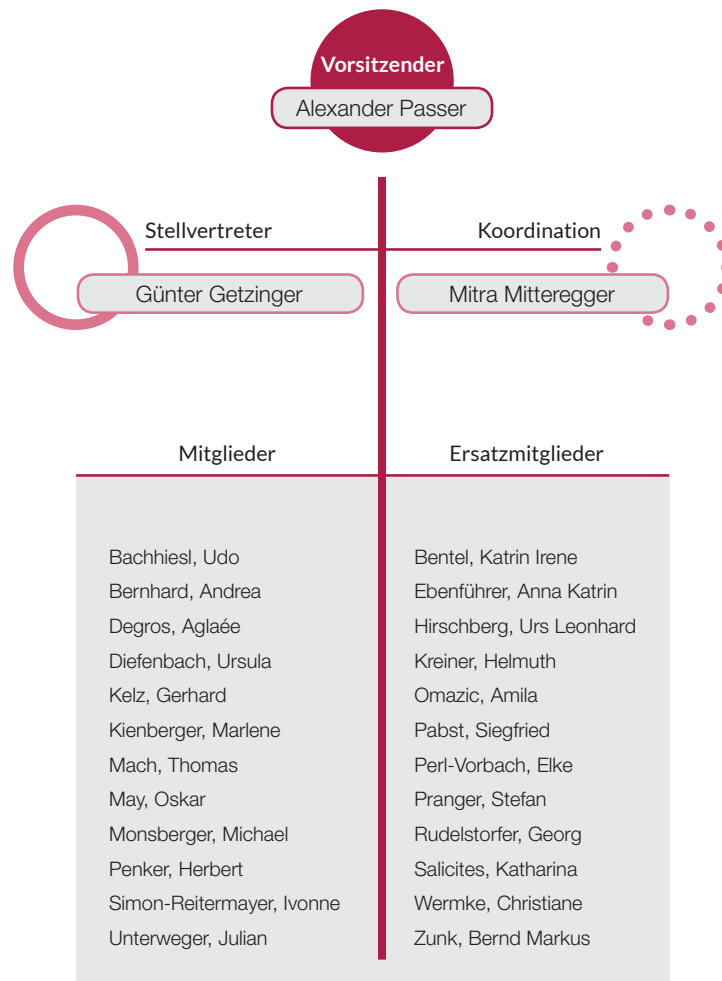 Vorsitzender
Alexander Passer
Stellvertreter
Koordination
Günter Getzinger
Mitra Mitteregger
Mitglieder
Bachhiesl, Udo
Bernhard, Andrea
Degros, Aglaée
Diefenbach, Ursula
Kelz, Gerhard
Kienberger, Marlene
Mach, Thomas
May, Oskar
Monsberger, Michael
Penker, Herbert
Simon-Reitermayer, Ivonne
Unterweger, Julian
Ersatzmitglieder
Bentel, Katrin Irene
Ebenführer, Anna Katrin
Hirschberg, Urs Leonhard
Kreiner, Helmuth
Omazic, Amila
Pabst, Siegfried
Perl-Vorbach, Elke
Pranger, Stefan
Rudelstorfer, Georg
Salicites, Katharina
Wermke, Christiane
Zunk, Bernd Markus